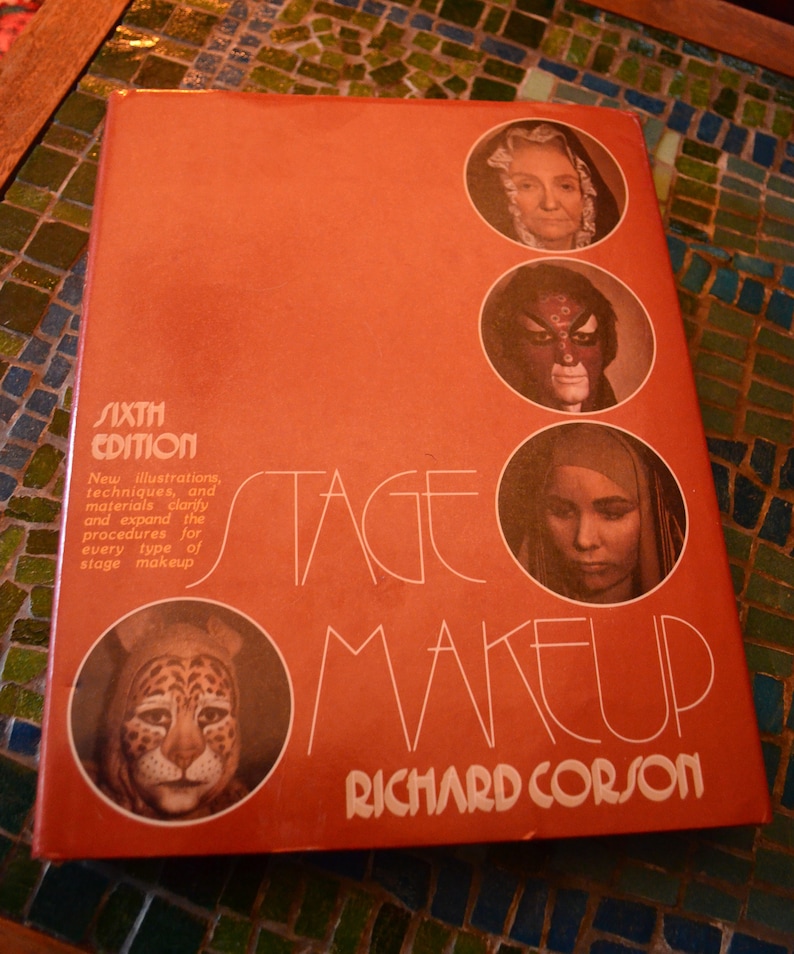 SIXTH
EDITION
New illustrations,
techniques, and
materials clarify
and expand the
procedures for
every type of
stage makeup
STAGE
MAKEUP
RICHARD CORSON